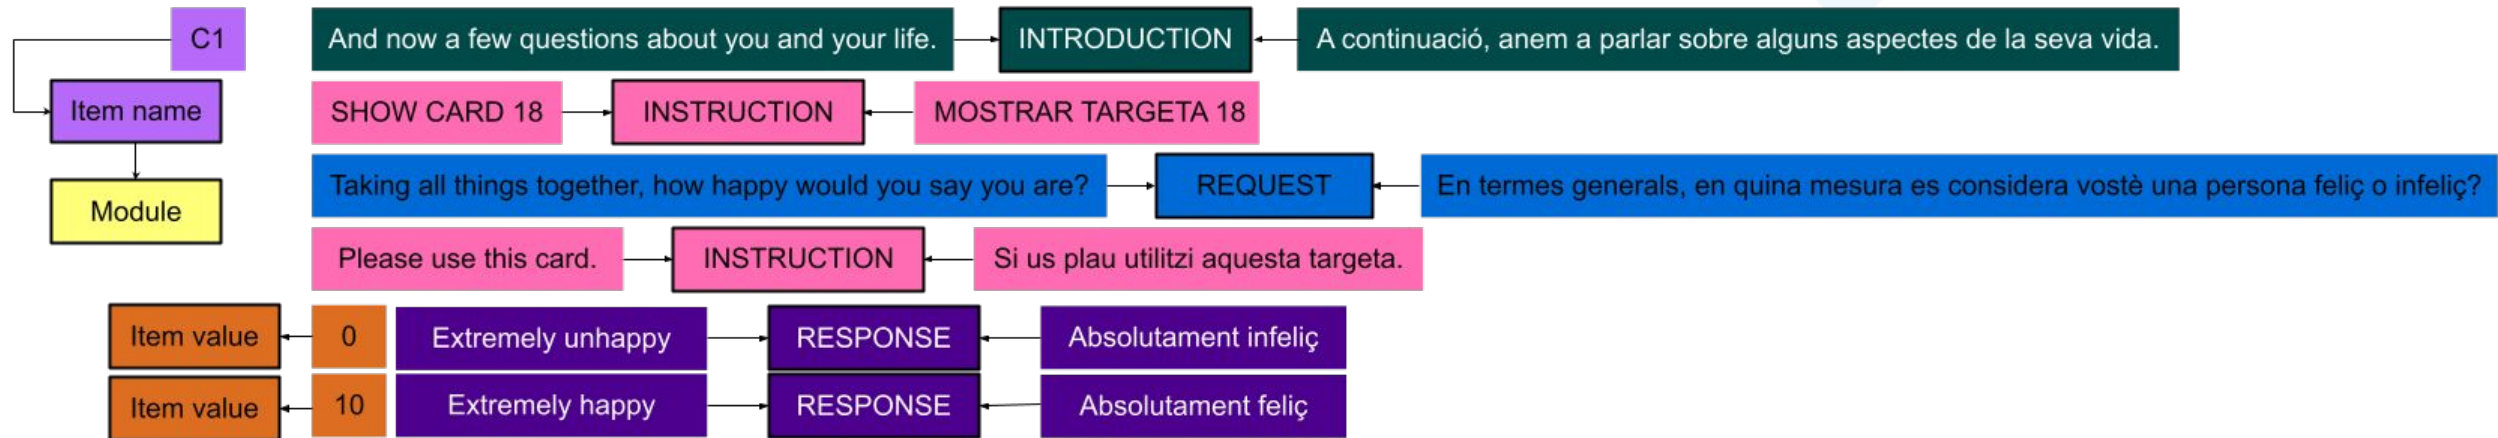 C1 And now a few questions about you and your life. INTRODUCTION A continuació, anem a parlar sobre alguns aspectes de la seva vida.
Item name SHOW CARD 18 INSTRUCTION MOSTRAR TARGETA 18
Module Taking all things together, how happy would you say you are? REQUEST En termes generals, en quina mesura es considera vostè una persona feliç o infeliç?
Please use this card. INSTRUCTION Si us plau utilitzi aquesta targeta.
Item value 0 Extremely unhappy RESPONSE Absolutament infeliç
Item value 10 Extremely happy RESPONSE Absolutament feliç